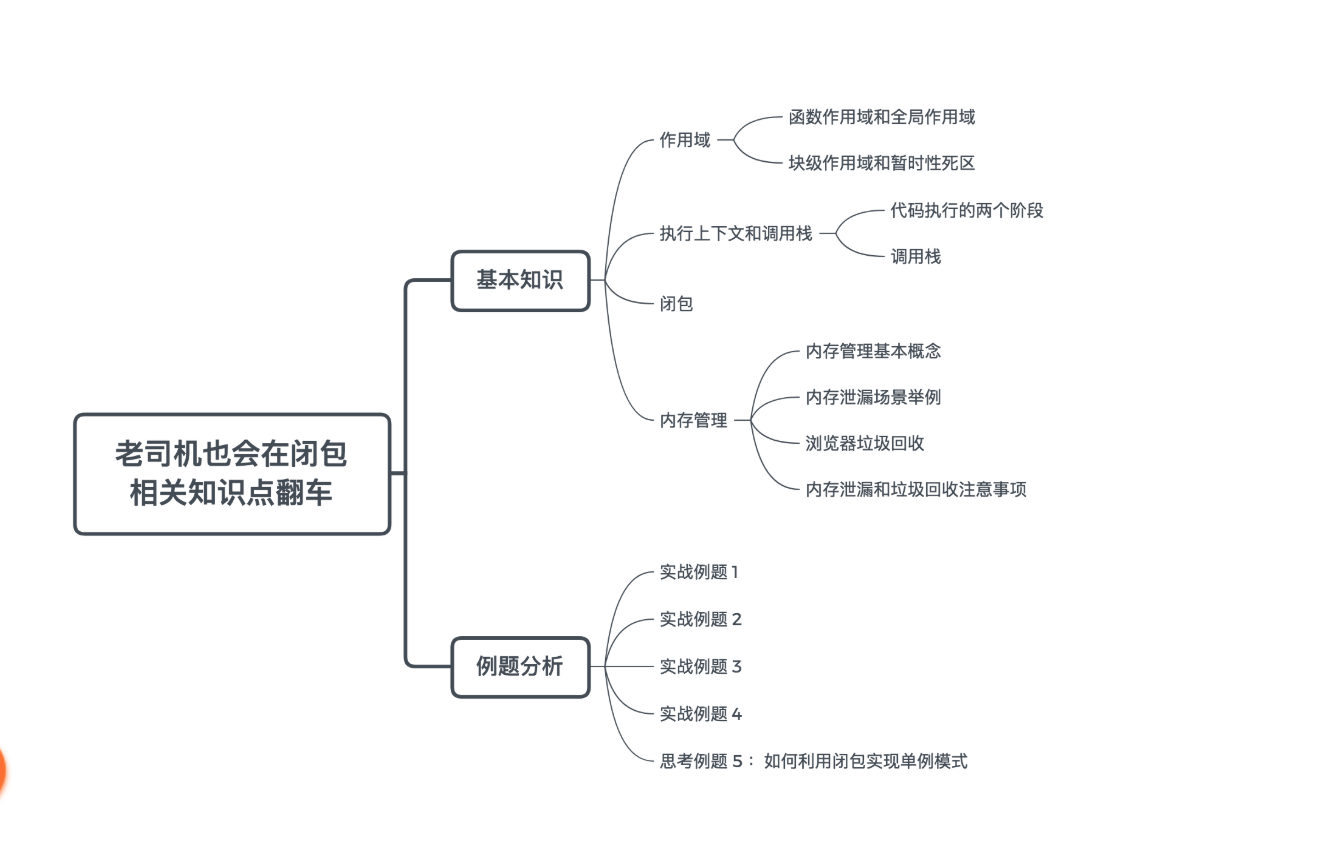 老司机也会在闭包
相关知识点翻车
基本知识
作用域
函数作用域和全局作用域
块级作用域和暂时性死区
执行上下文和调用栈
代码执行的两个阶段
调用栈
闭包
内存管理
内存管理基本概念
内存泄漏场景举例
浏览器垃圾回收
内存泄漏和垃圾回收注意事项
例题分析
实战例题 1
实战例题 2
实战例题 3
实战例题 4
思考例题 5： 如何利用闭包实现单例模式